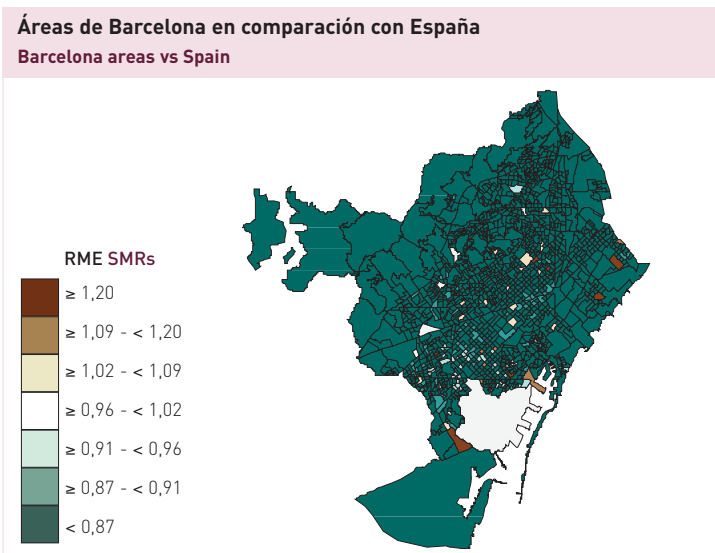 Áreas de Barcelona en comparación con España
Barcelona areas vs Spain
RME SMRs
≥ 1,20
≥ 1,09 - < 1,20
≥ 1,02 - < 1,09
≥ 0,96 - < 1,02
≥ 0,91 - < 0,96
≥ 0,87 - < 0,91
< 0,87